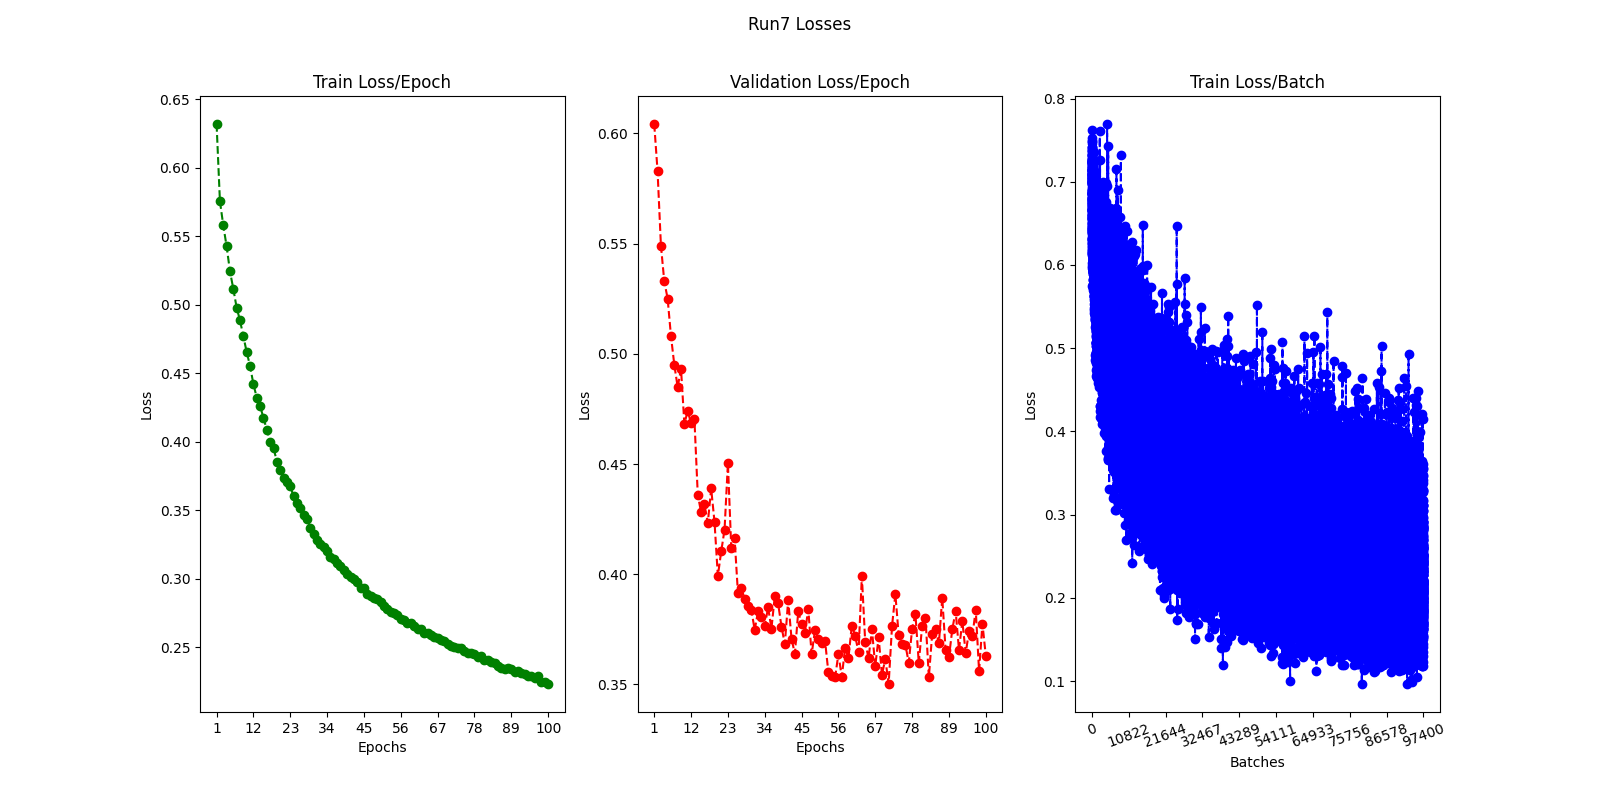 Run7 Losses
Train Loss/Epoch
Loss
0.65
0.60
0.55
0.50
0.45
0.40
0.35
0.30
0.25
1 12 23 34 45 56 67 78 89 100
Epochs
Validation Loss/Epoch
Loss
0.60
0.55
0.50
0.45
0.40
0.35
1 12 23 34 45 56 67 78 89 100
Epochs
Train Loss/Batch
Loss
0.8
0.7
0.6
0.5
0.4
0.3
0.2
0.1
0 10822 21644 32467 43289 54111 64933 75756 86578 97400
Batches